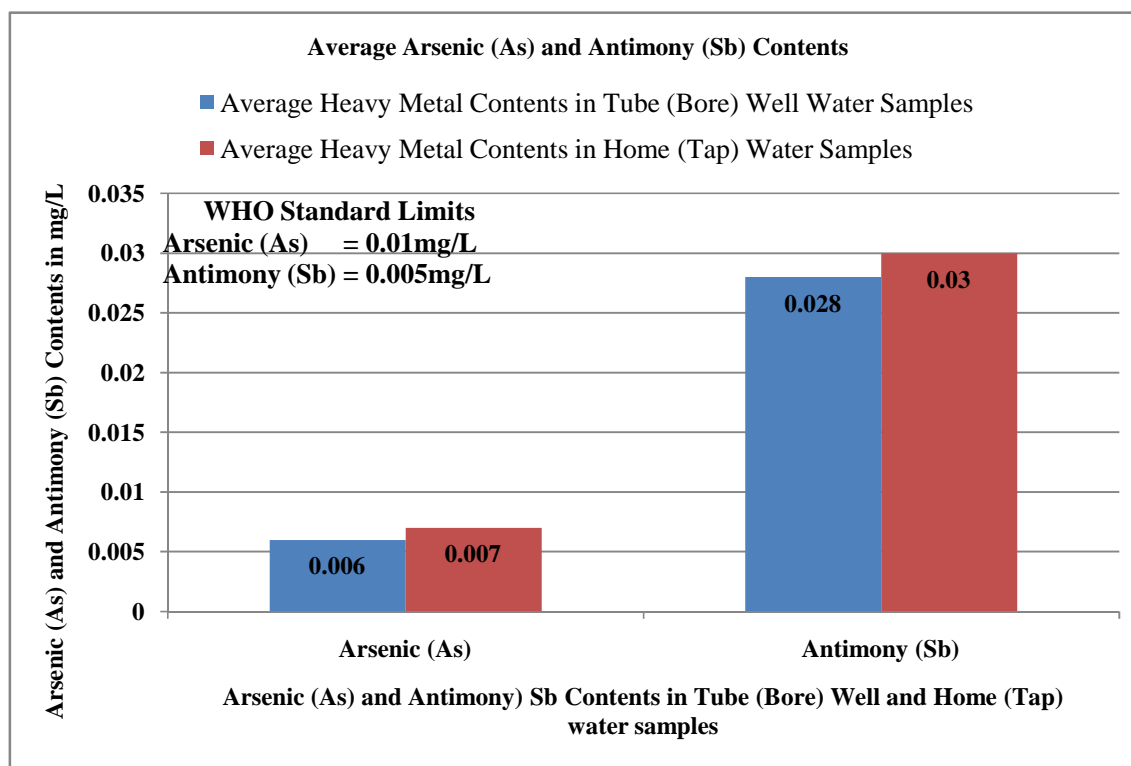 Average Arsenic (As) and Antimony (Sb) Contents
Average Heavy Metal Contents in Tube (Bore) Well Water Samples
Average Heavy Metal Contents in Home (Tap) Water Samples
Arsenic (As) and Antimony (Sb) Contents in mg/L
0.035
0.03
0.025
0.02
0.015
0.01
0.005
0
WHO Standard Limits
Arsenic (As) = 0.01mg/L
Antimony (Sb) = 0.005mg/L
0.006
0.007
0.028
0.03
Arsenic (As)
Antimony (Sb)
Arsenic (As) and Antimony) Sb Contents in Tube (Bore) Well and Home (Tap)
water samples